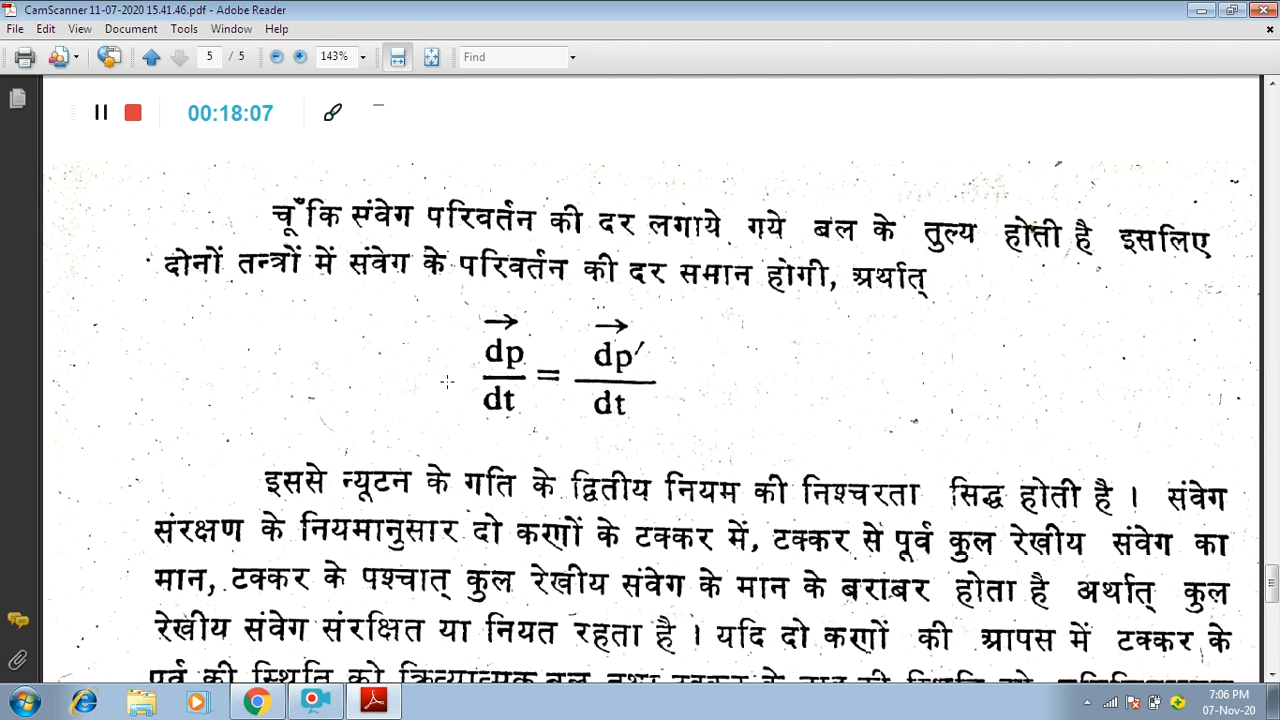 CamScanner 11-07-2020 15.41.46.pdf - Adobe Reader
File Edit View Document Tools Window Help
5 / 5 143% Find
00:18:07
चूँकि संवेग परिवर्तन की दर लगाये गये बल के तुल्य होती है इसलिए
दोनों तन्त्रों में संवेग के परिवर्तन की दर समान होगी, अर्थात्
dp/dt = dp′/dt
इससे न्यूटन के गति के द्वितीय नियम की निश्चरता सिद्ध होती है । संवेग
संरक्षण के नियमानुसार दो कणों के टक्कर में, टक्कर से पूर्व कुल रेखीय संवेग का
मान, टक्कर के पश्चात् कुल रेखीय संवेग के मान के बराबर होता है अर्थात् कुल
रेखीय संवेग संरक्षित या नियत रहता है । यदि दो कणों की आपस में टक्कर के
पूर्व की स्थिति को
7:06 PM
07-Nov-20